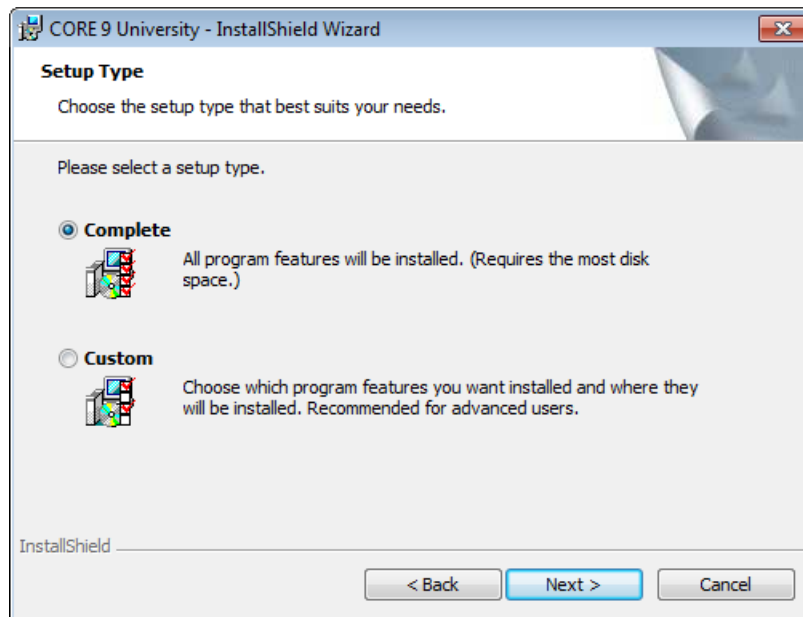 CORE 9 University - InstallShield Wizard
Setup Type
Choose the setup type that best suits your needs.
Please select a setup type.
Complete
All program features will be installed. (Requires the most disk
space.)
Custom
Choose which program features you want installed and where they
will be installed. Recommended for advanced users.
InstallShield
< Back
Next >
Cancel